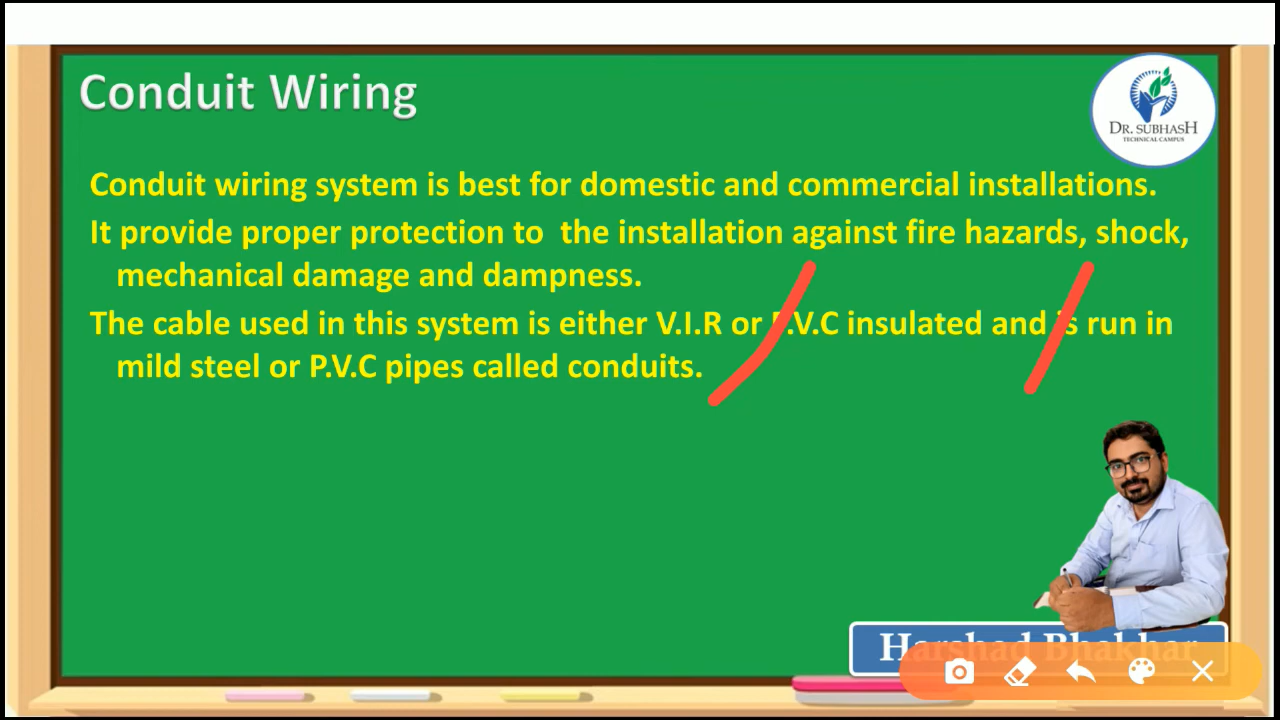 Conduit Wiring
DR. SUBHASH
TECHNICAL CAMPUS
Conduit wiring system is best for domestic and commercial installations.
It provide proper protection to the installation against fire hazards, shock,
mechanical damage and dampness.
The cable used in this system is either V.I.R or P.V.C insulated and is run in
mild steel or P.V.C pipes called conduits.
Harshad Bhakhar